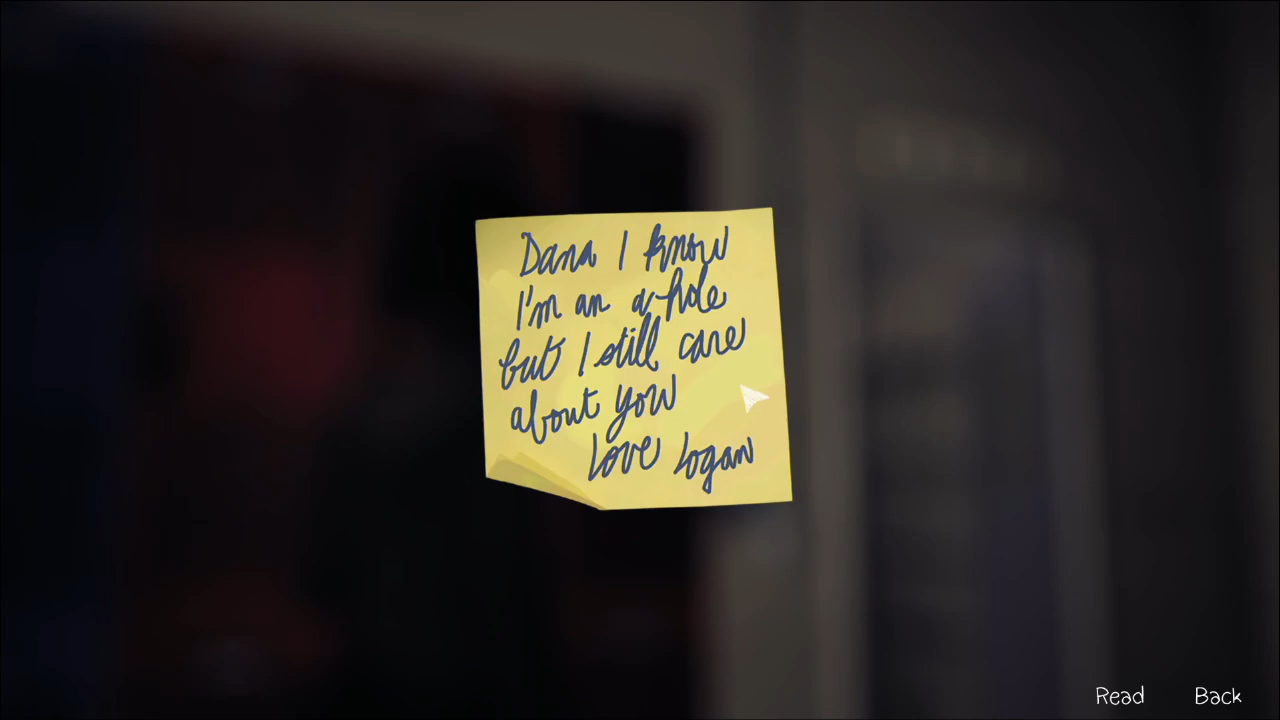 Dana I know
I'm an a-hole
but I still care
about you
Love Logan
Read Back